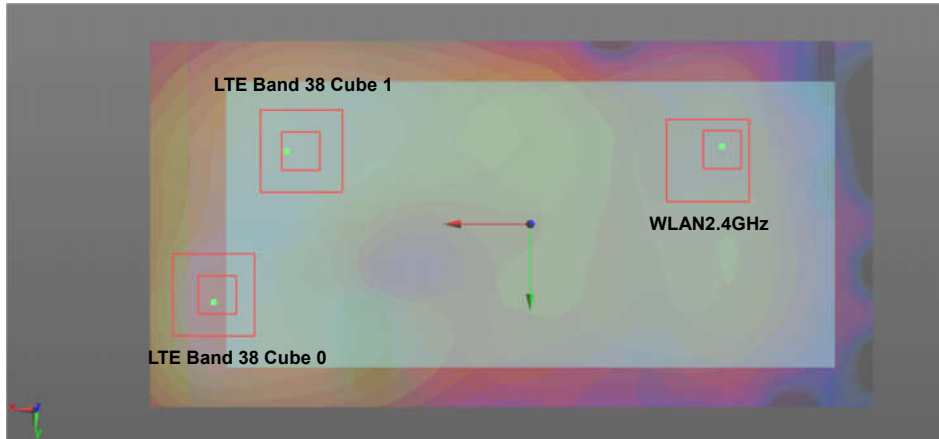 LTE Band 38 Cube 1
WLAN2.4GHz
LTE Band 38 Cube 0
x
z
y